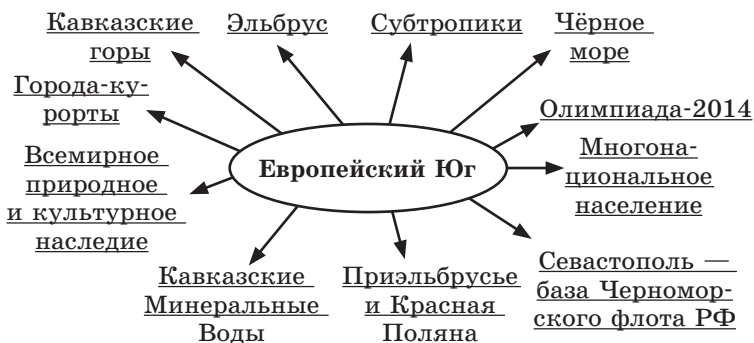 Кавказские
горы
Эльбрус
Субтропики
Чёрное
море
Города-ку-
рорты
Олимпиада-2014
Всемирное
природное
и культурное
наследие
Европейский Юг
Многона-
циональное
население
Кавказские
Минеральные
Воды
Приэльбрусье
и Красная
Поляна
Севастополь —
база Черномор-
ского флота РФ